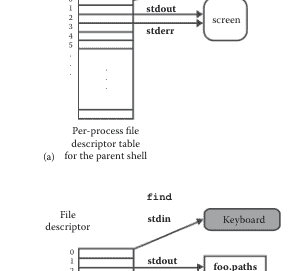 1
2
3
4
5
.
.
.
stdout
stderr
screen
.
.
.
Per-process file
descriptor table
(a) for the parent shell
find
File
descriptor
stdin
Keyboard
0
1
stdout
foo.paths